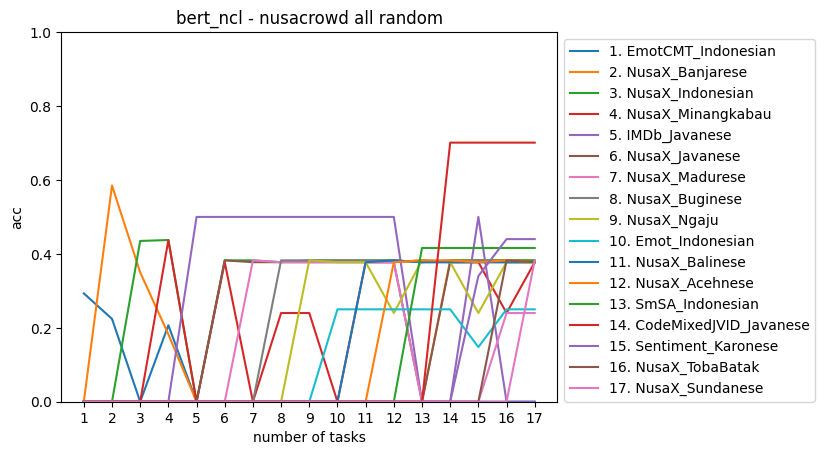 bert_ncl - nusacrowd all random
1.0
0.8
0.6
0.4
0.2
0.0
acc
1 2 3 4 5 6 7 8 9 10 11 12 13 14 15 16 17
number of tasks
1. EmotCMT_Indonesian
2. NusaX_Banjarese
3. NusaX_Indonesian
4. NusaX_Minangkabau
5. IMDb_Javanese
6. NusaX_Javanese
7. NusaX_Madurese
8. NusaX_Buginese
9. NusaX_Ngaju
10. Emot_Indonesian
11. NusaX_Balinese
12. NusaX_Acehnese
13. SmSA_Indonesian
14. CodeMixedJVID_Javanese
15. Sentiment_Karonese
16. NusaX_TobaBatak
17. NusaX_Sundanese